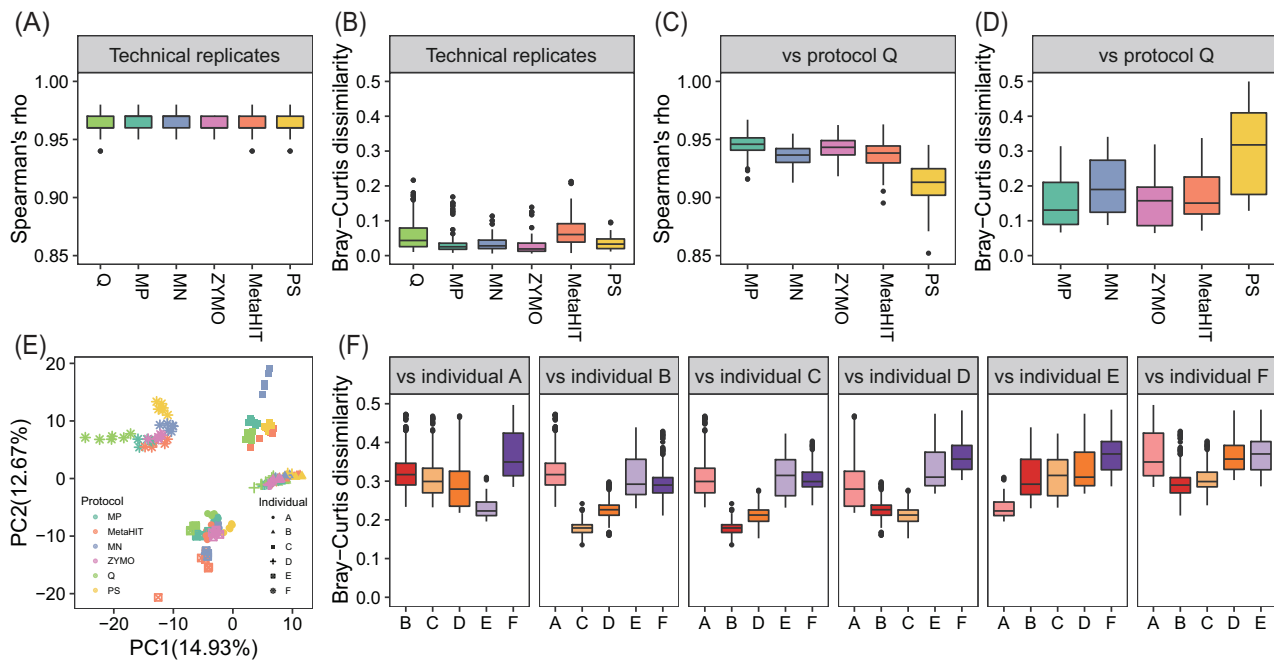 (A)
Technical replicates
Spearman's rho
1.00
0.95
0.90
0.85
Q
MP
MN
ZYMO
MetaHIT
PS
(B)
Technical replicates
Bray−Curtis dissimilarity
0.5
0.4
0.3
0.2
0.1
0.0
Q
MP
MN
ZYMO
MetaHIT
PS
(C)
vs protocol Q
Spearman's rho
1.00
0.95
0.90
0.85
MP
MN
ZYMO
MetaHIT
PS
(D)
vs protocol Q
Bray−Curtis dissimilarity
0.5
0.4
0.3
0.2
0.1
0.0
MP
MN
ZYMO
MetaHIT
PS
(E)
PC2(12.67%)
20
10
0
−10
−20
Protocol
MP
MetaHIT
MN
ZYMO
Q
PS
Individual
A
B
C
D
E
F
−20
−10
0
10
PC1(14.93%)
(F)
Bray−Curtis dissimilarity
0.5
0.4
0.3
0.2
0.1
0.0
vs individual A
B C D E F
vs individual B
A C D E F
vs individual C
A B D E F
vs individual D
A B C E F
vs individual E
A B C D F
vs individual F
A B C D E